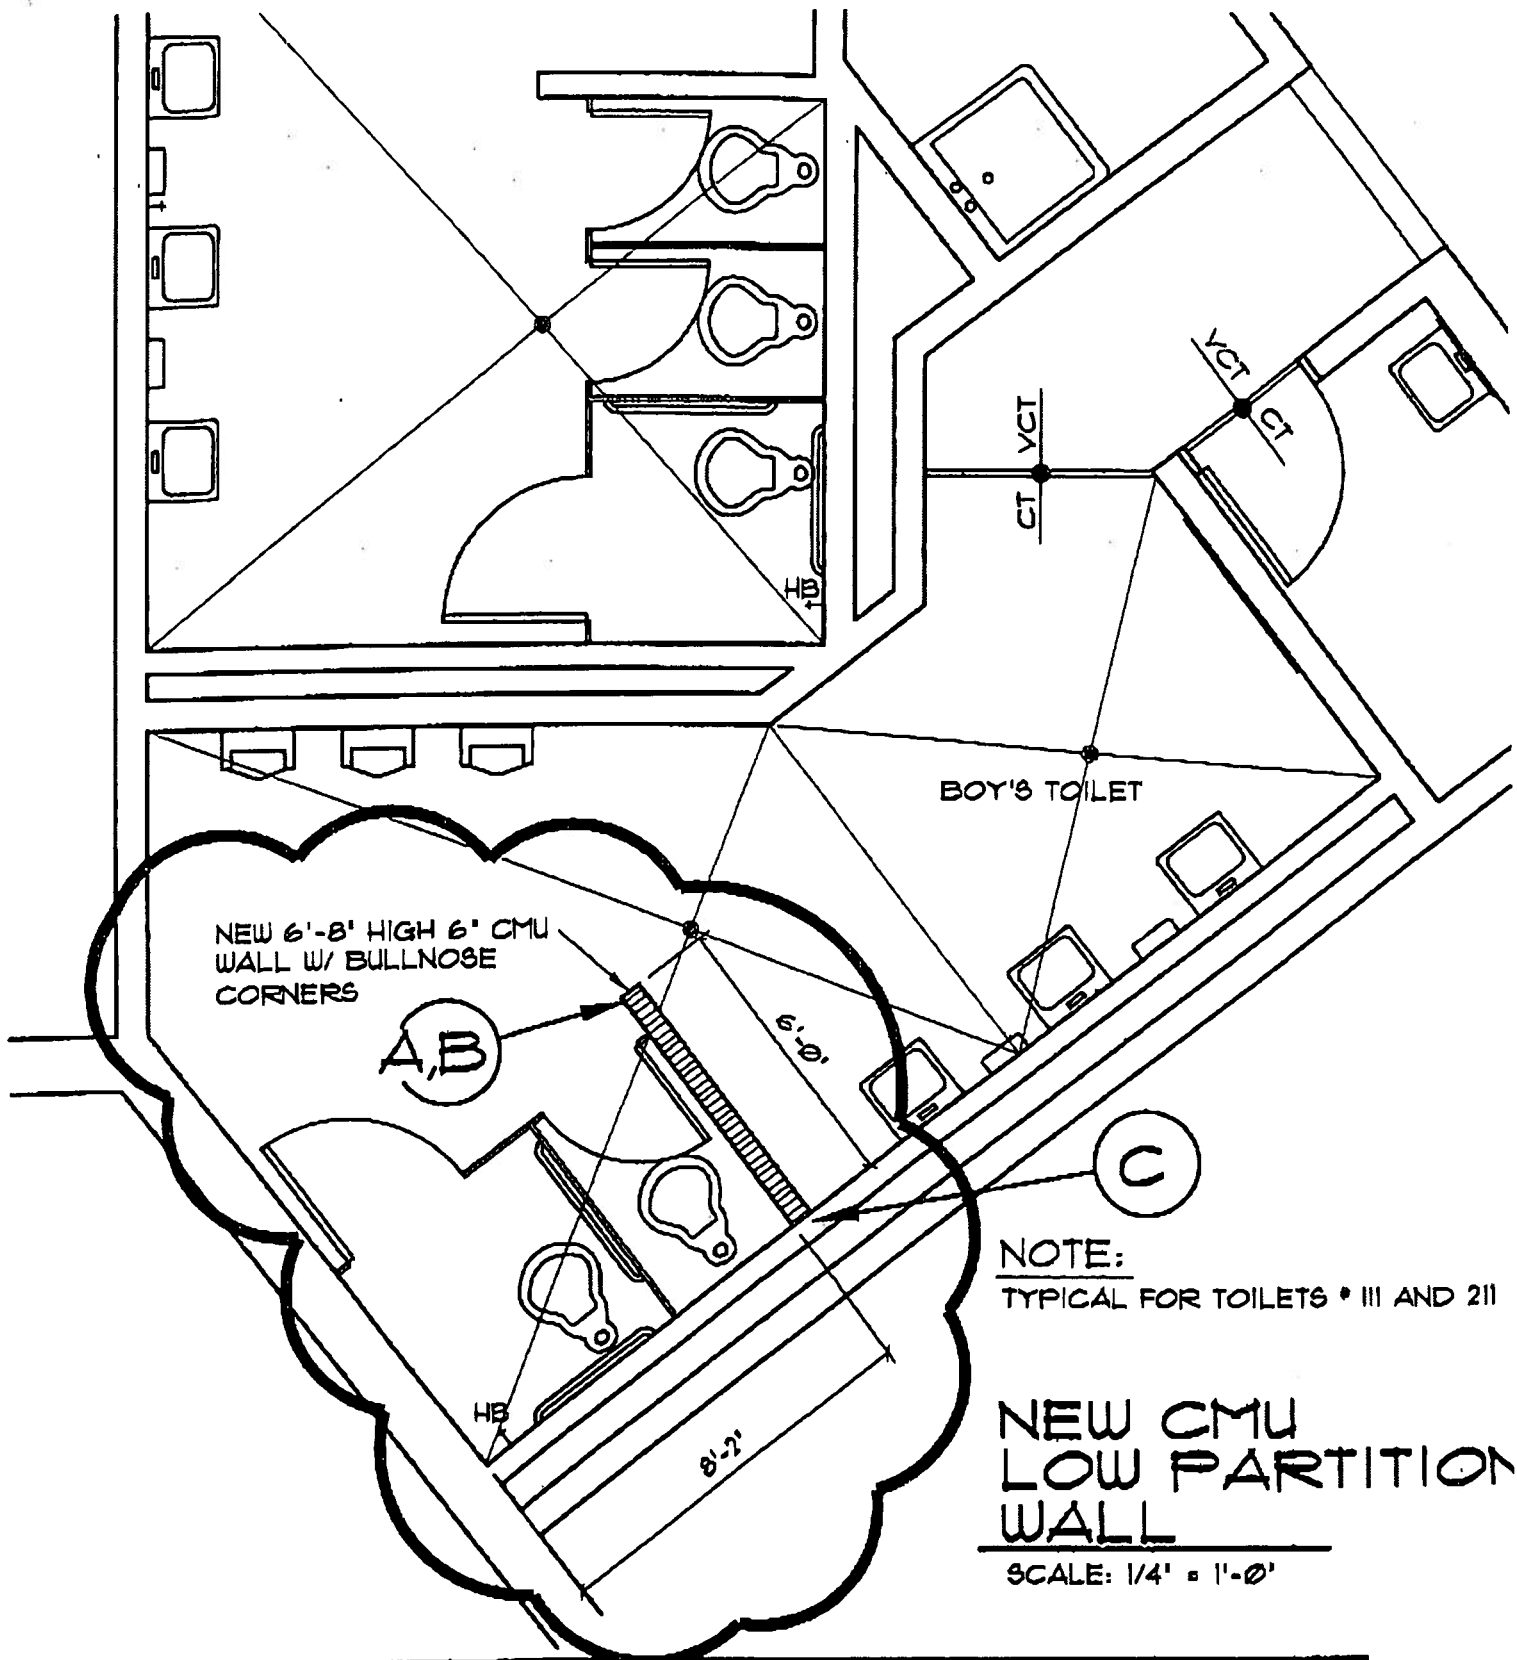 VCT
CT
VCT
CT
HB
BOY'S TOILET
NEW 6'-8" HIGH 6" CMU
WALL W/ BULLNOSE
CORNERS
A,B
6'-0"
C
NOTE:
TYPICAL FOR TOILETS # 111 AND 211
HB
8'-2"
NEW CMU
LOW PARTITION
WALL
SCALE: 1/4" = 1'-0"